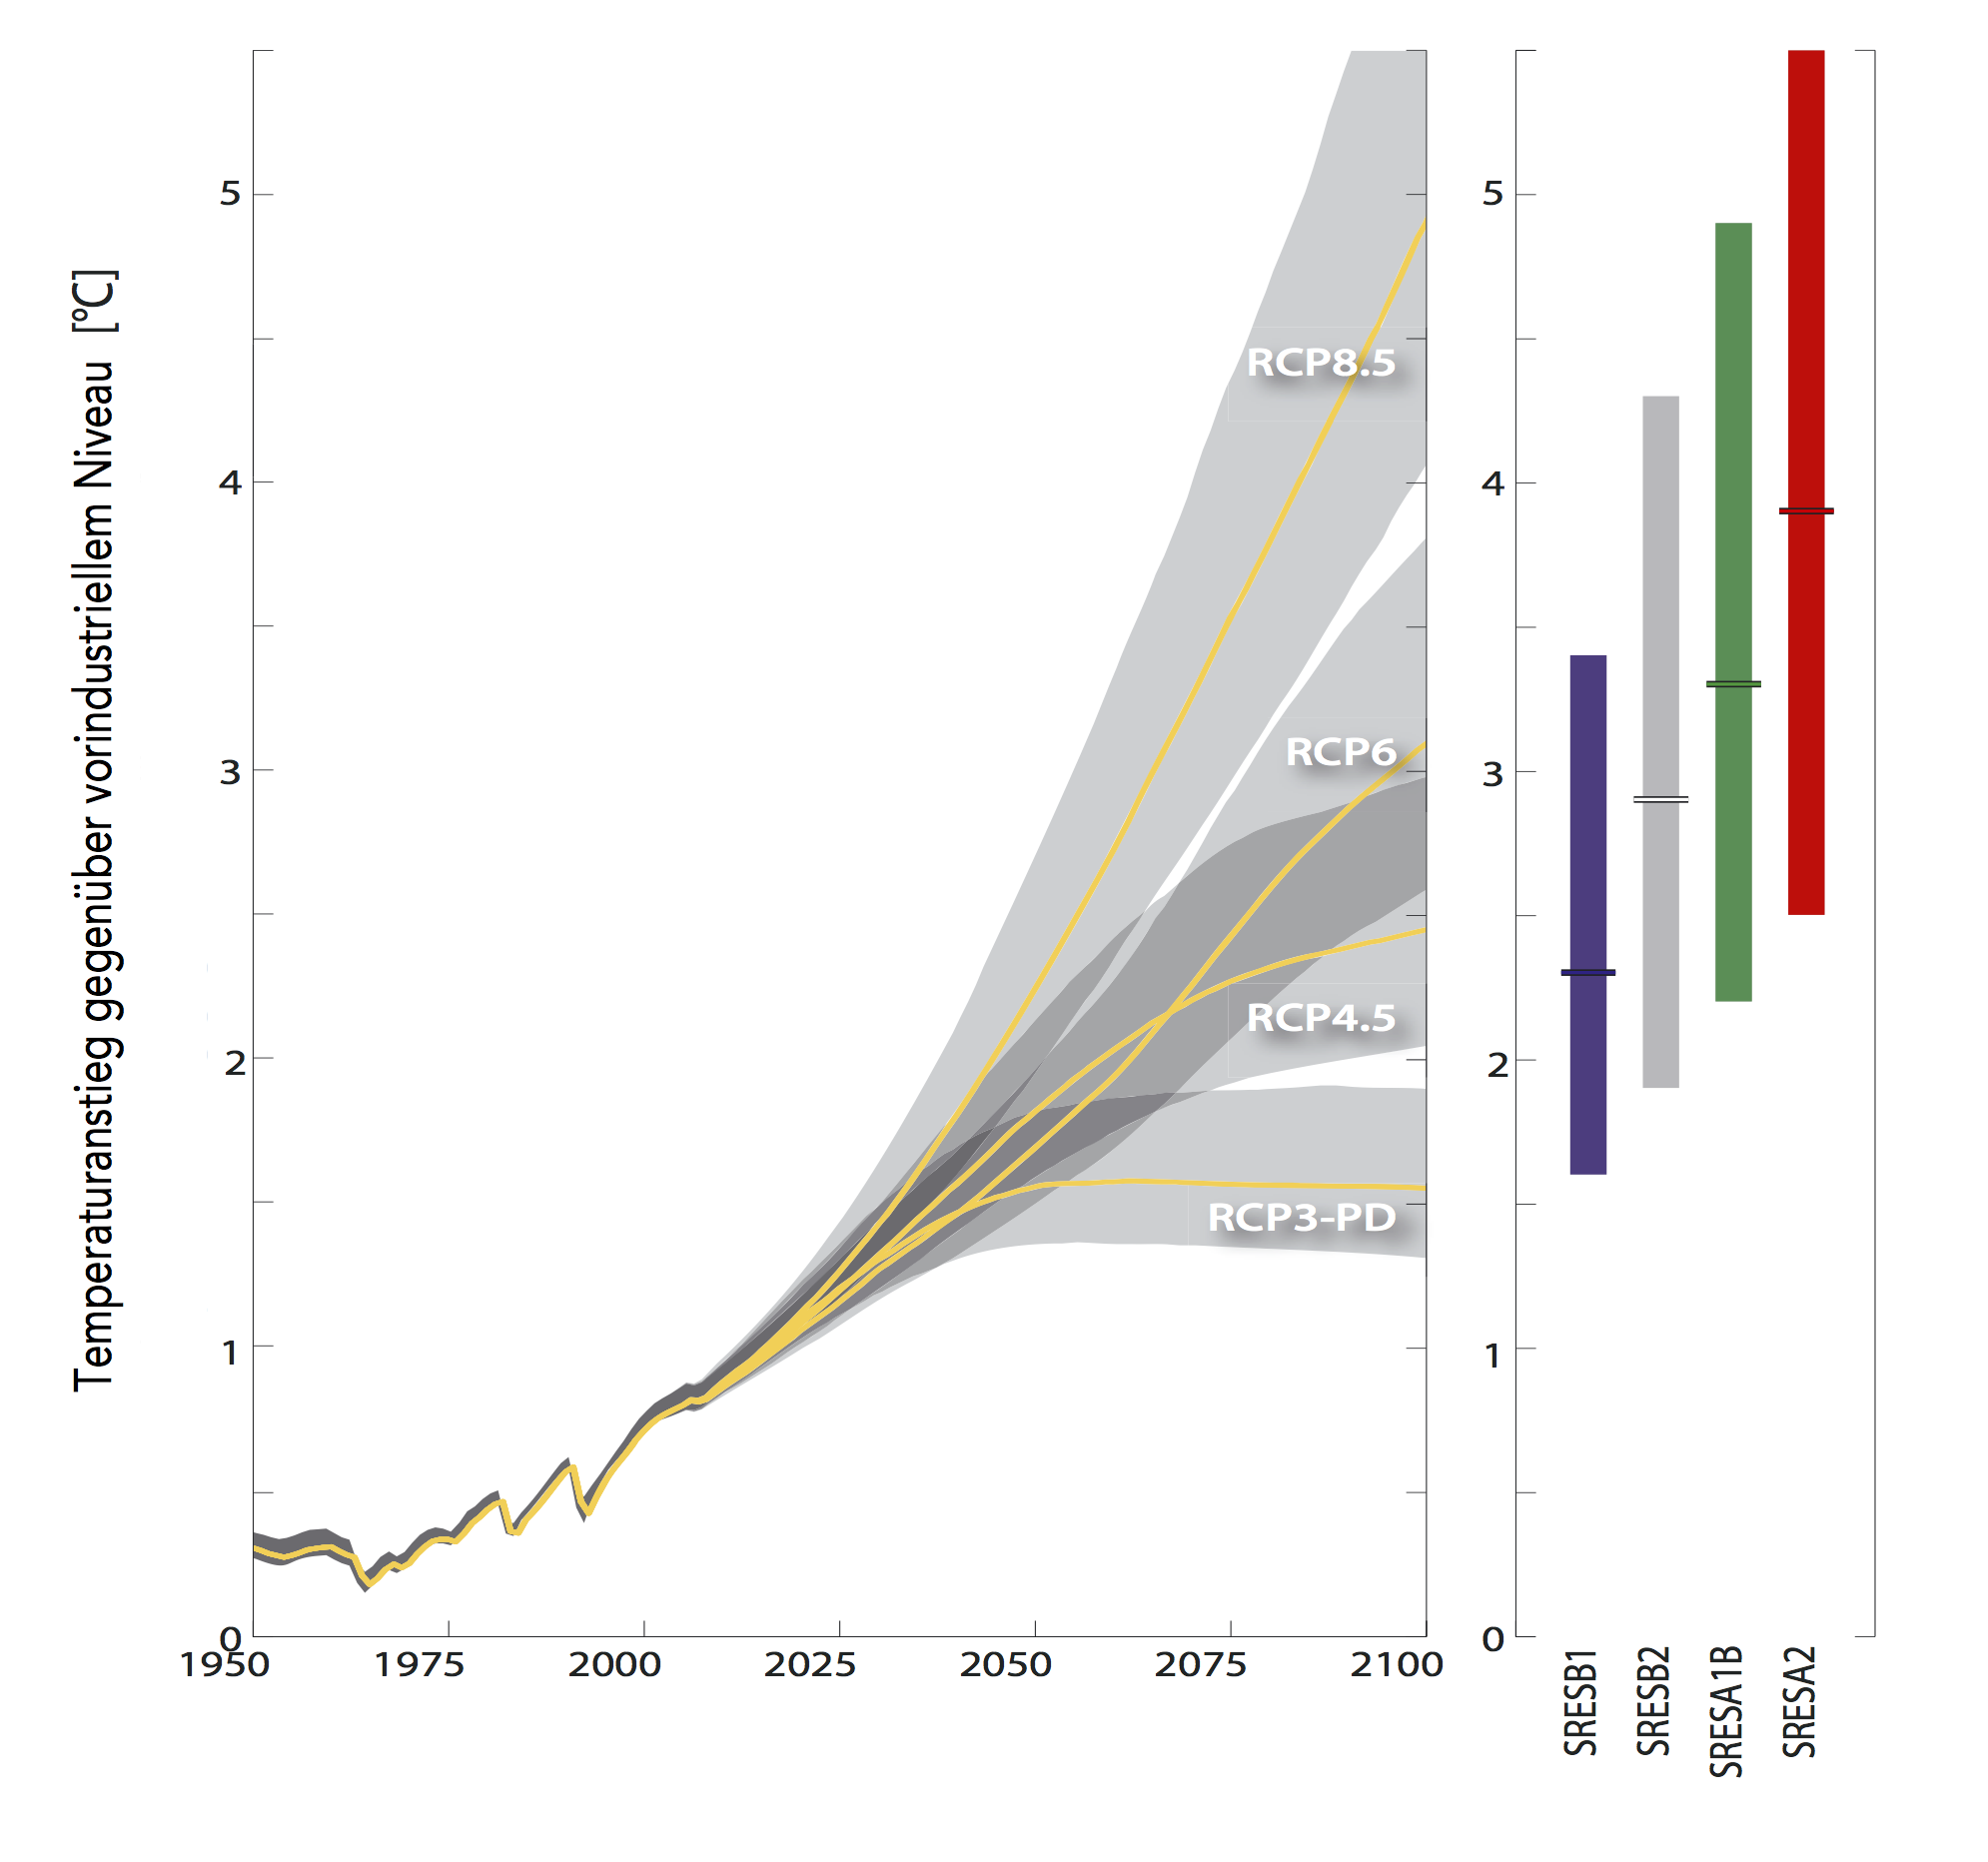 Temperaturanstieg gegenüber vorindustriellem Niveau [°C]
5
4
3
2
1
0
1950 1975 2000 2025 2050 2075 2100
RCP8.5
RCP6
RCP4.5
RCP3-PD
5
4
3
2
1
0
SRESB1
SRESB2
SRESA1B
SRESA2